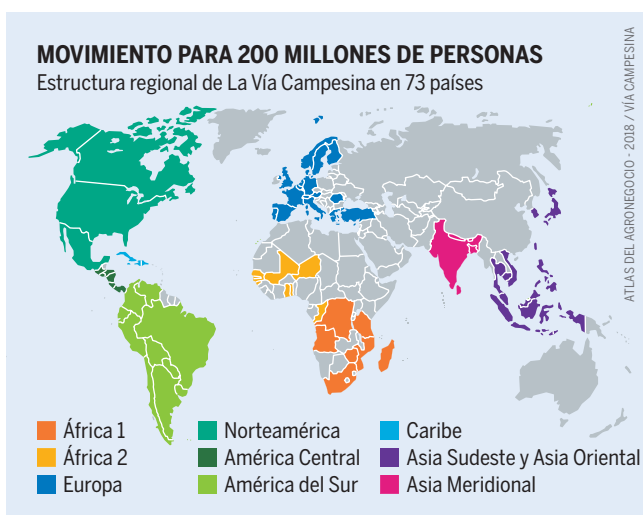 MOVIMIENTO PARA 200 MILLONES DE PERSONAS
Estructura regional de La Vía Campesina en 73 países
ATLAS DEL AGRONEGOCIO - 2018 / VÍA CAMPESINA
África 1
África 2
Europa
Norteamérica
América Central
América del Sur
Caribe
Asia Sudeste y Asia Oriental
Asia Meridional